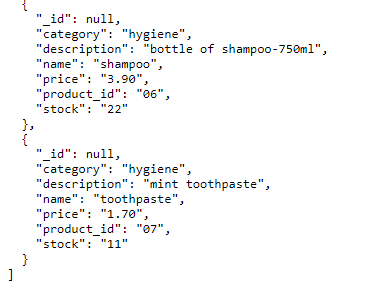 {
"_id": null,
"category": "hygiene",
"description": "bottle of shampoo-750ml",
"name": "shampoo",
"price": "3.90",
"product_id": "06",
"stock": "22"
},
{
"_id": null,
"category": "hygiene",
"description": "mint toothpaste",
"name": "toothpaste",
"price": "1.70",
"product_id": "07",
"stock": "11"
}
]